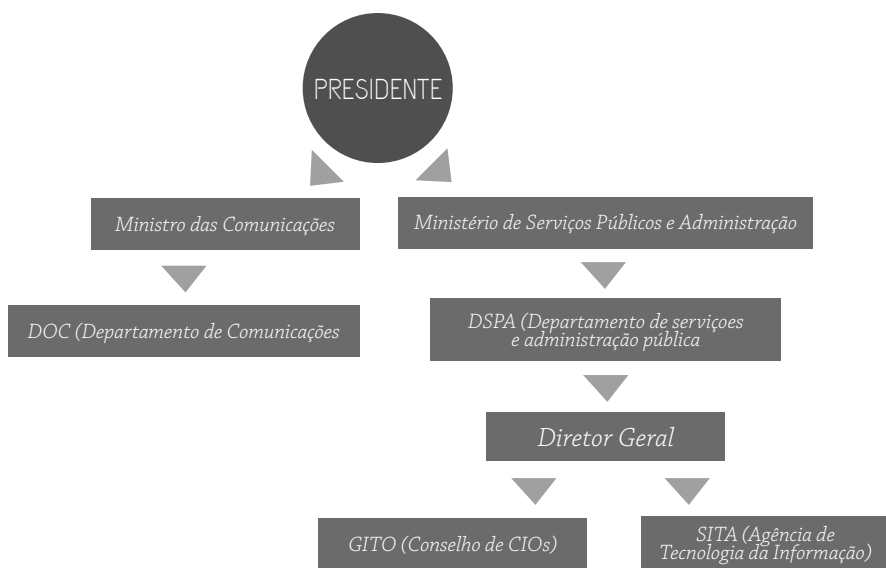 PRESIDENTE
Ministro das Comunicações
Ministério de Serviços Públicos e Administração
DOC (Departamento de Comunicações
DSPA (Departamento de serviçoes
e administração pública
Diretor Geral
GITO (Conselho de CIOs)
SITA (Agência de
Tecnologia da Informação)